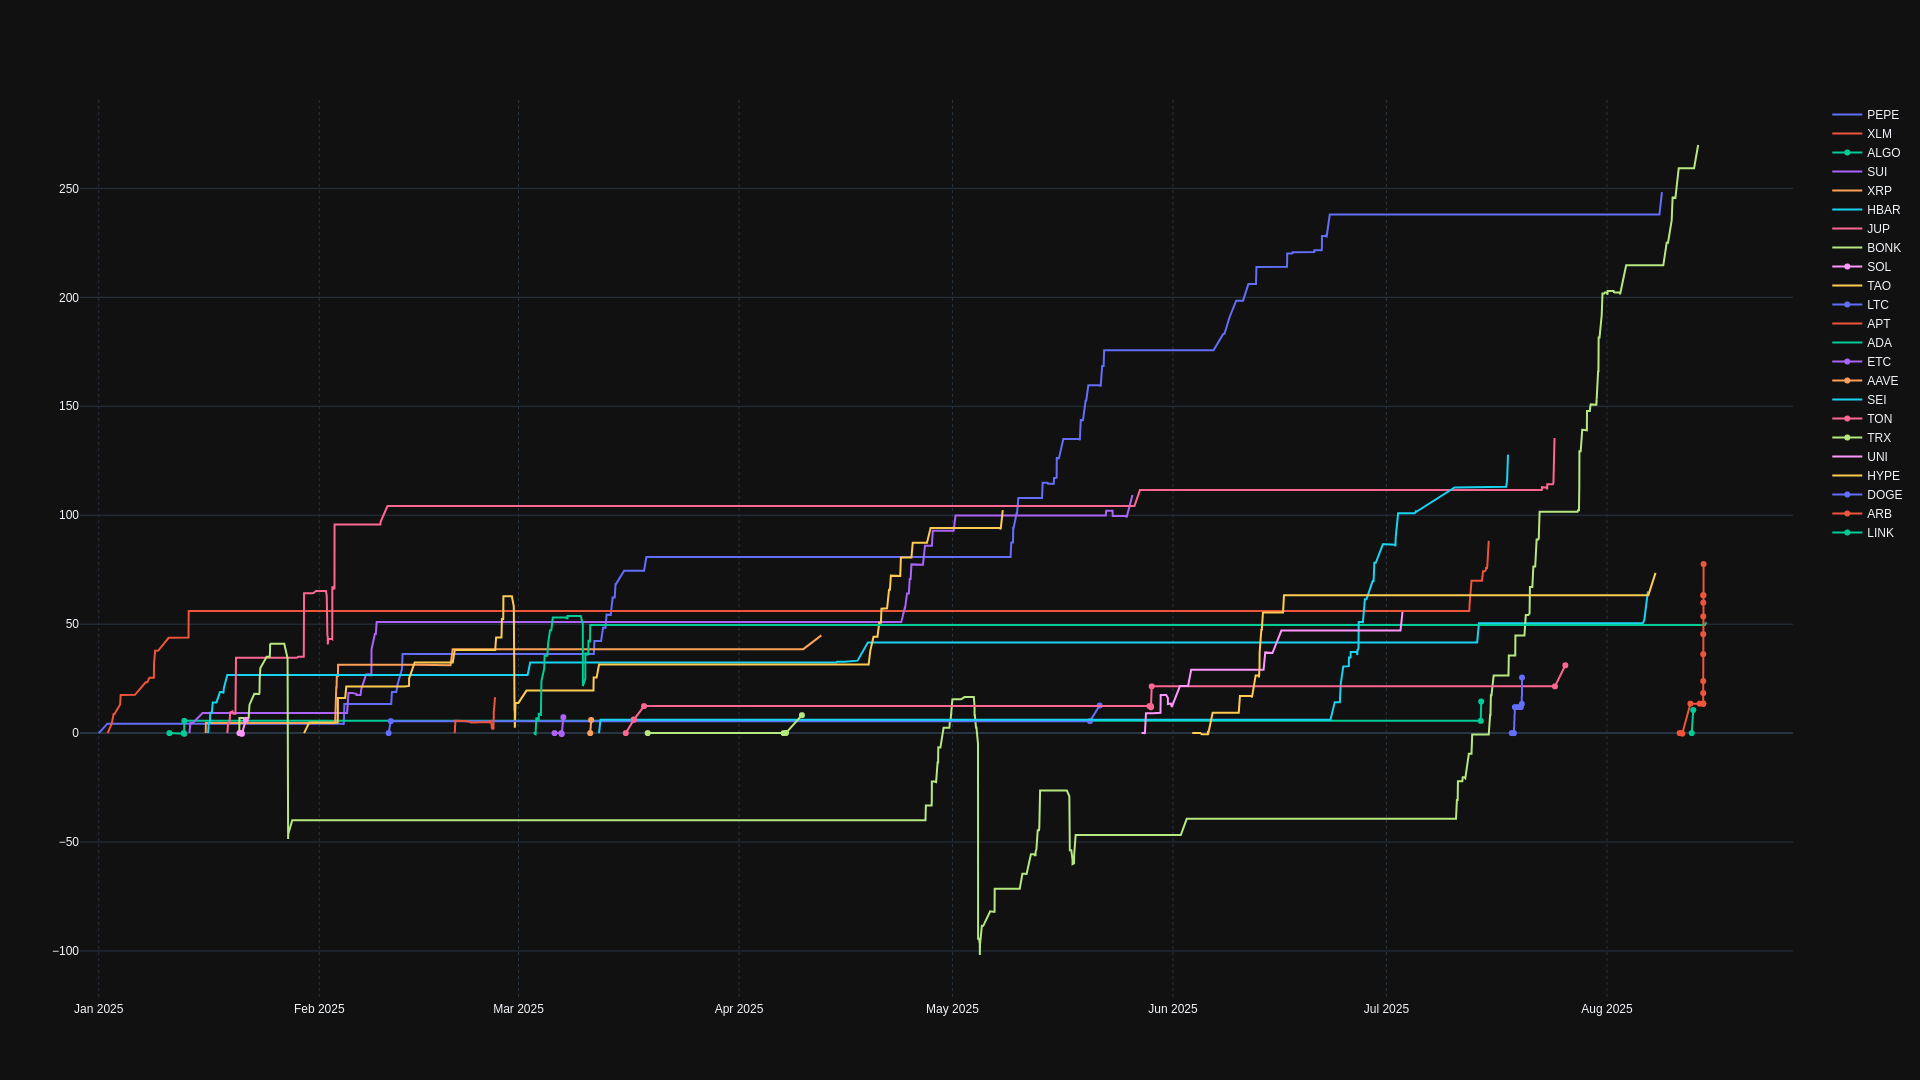 250
200
150
100
50
0
−50
−100
Jan 2025
Feb 2025
Mar 2025
Apr 2025
May 2025
Jun 2025
Jul 2025
Aug 2025
PEPE
XLM
ALGO
SUI
XRP
HBAR
JUP
BONK
SOL
TAO
LTC
APT
ADA
ETC
AAVE
SEI
TON
TRX
UNI
HYPE
DOGE
ARB
LINK